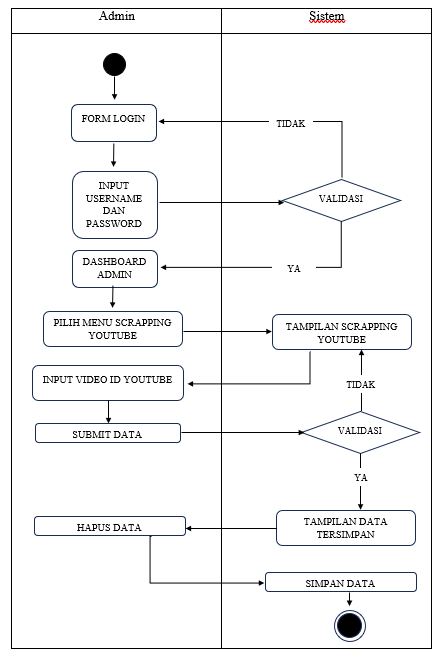 Admin
Sistem
FORM LOGIN
TIDAK
INPUT
USERNAME
DAN
PASSWORD
VALIDASI
DASHBOARD
ADMIN
YA
PILIH MENU SCRAPPING
YOUTUBE
TAMPILAN SCRAPPING
YOUTUBE
INPUT VIDEO ID YOUTUBE
TIDAK
SUBMIT DATA
VALIDASI
YA
TAMPILAN DATA
TERSIMPAN
HAPUS DATA
SIMPAN DATA